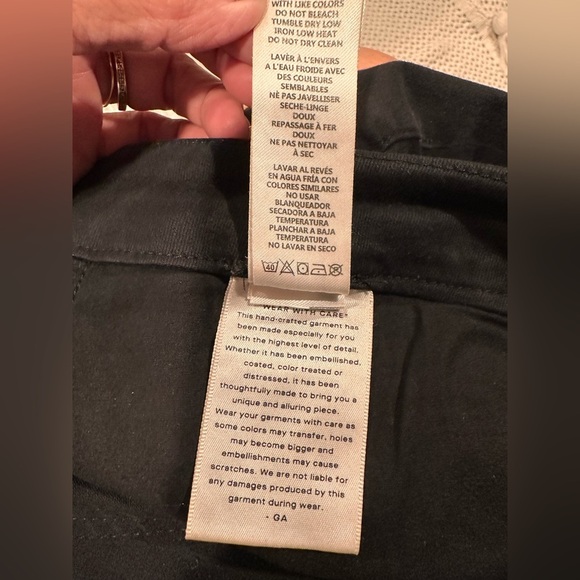 WITH LIKE COLORS
DO NOT BLEACH
TUMBLE DRY LOW
IRON LOW HEAT
DO NOT DRY CLEAN
LAVÉR À L'ENVERS
A L'EAU FROIDE AVEC
DES COULEURS
SEMBLABLES
NÈ PAS JAVELLISER
SECHE-LINGE
DOUX
REPASSAGE À FER
DOUX
NE PAS NETTOYER
À SEC
LAVAR AL REVÉS
EN AGUA FRÍA CON
COLORES SIMILARES
NO USAR
BLANQUEADOR
SECADORA A BAJA
TEMPERATURA
PLANCHAR A BAJA
TEMPERATURA
NO LAVAR EN SECO
40
WEAR WITH CARE*
This hand-crafted garment has
been made especially for you
with the highest level of detail.
Whether it has been embellished,
coated, color treated or
distressed, it has been
thoughtfully made to bring you a
unique and alluring piece.
Wear your garments with care as
some colors may transfer, holes
may become bigger and
embellishments may cause
scratches. We are not liable for
any damages produced by this
garment during wear.
- GA